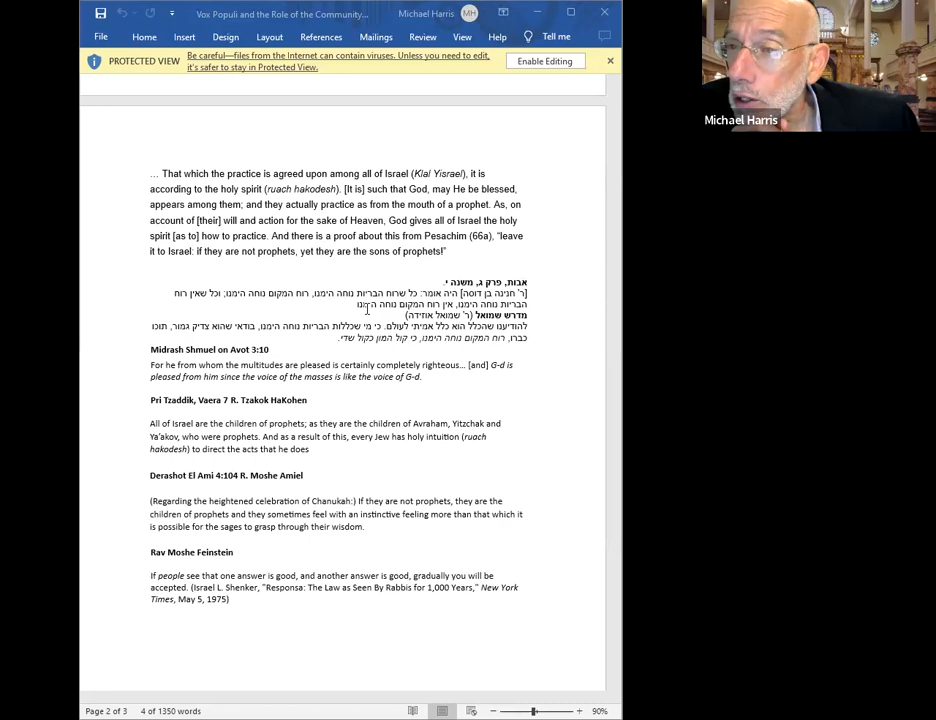 Vox Populi and the Role of the Community...
Michael Harris
MH
File Home Insert Draw Design Layout References Mailings Review View Help Tell me
PROTECTED VIEW
Be careful—files from the Internet can contain viruses. Unless you need to edit,
it's safer to stay in Protected View.
Enable Editing
Michael Harris
... That which the practice is agreed upon among all of Israel (Klal Yisrael), it is
according to the holy spirit (ruach hakodesh). [It is] such that God, may He be blessed,
appears among them; and they actually practice as from the mouth of a prophet. As, on
account of [their] will and action for the sake of Heaven, God gives all of Israel the holy
spirit [as to] how to practice. And there is a proof about this from Pesachim (66a), “leave
it to Israel: if they are not prophets, yet they are the sons of prophets!”
אבות, פרק ג, משנה י.
[ר' חנינה בן דוסה] היה אומר: כל שרוח הבריות נוחה הימנו, רוח המקום נוחה הימנו; וכל שאין רוח
הבריות נוחה הימנו, אין רוח המקום נוחה הימנו
מדרש שמואל (ר' שמואל אוזידה)
להודיענו שהכלל הוא כלל אמיתי לעולם. כי מי שכללות הבריות נוחה הימנו, בודאי שהוא צדיק גמור, תוכו
כברו, רוח המקום נוחה הימנו, כי קול המון כקול שדי.
Midrash Shmuel on Avot 3:10
For he from whom the multitudes are pleased is certainly completely righteous... [and] G-d is
pleased from him since the voice of the masses is like the voice of G-d.
Pri Tzaddik, Vaera 7 R. Tzakok HaKohen
All of Israel are the children of prophets; as they are the children of Avraham, Yitzchak and
Ya'akov, who were prophets. And as a result of this, every Jew has holy intuition (ruach
hakodesh) to direct the acts that he does
Derashot El Ami 4:104 R. Moshe Amiel
(Regarding the heightened celebration of Chanukah:) If they are not prophets, they are the
children of prophets and they sometimes feel with an instinctive feeling more than that which it
is possible for the sages to grasp through their wisdom.
Rav Moshe Feinstein
If people see that one answer is good, and another answer is good, gradually you will be
accepted. (Israel L. Shenker, "Responsa: The Law as Seen By Rabbis for 1,000 Years," New York
Times, May 5, 1975)
Page 2 of 3 4 of 1350 words
90%